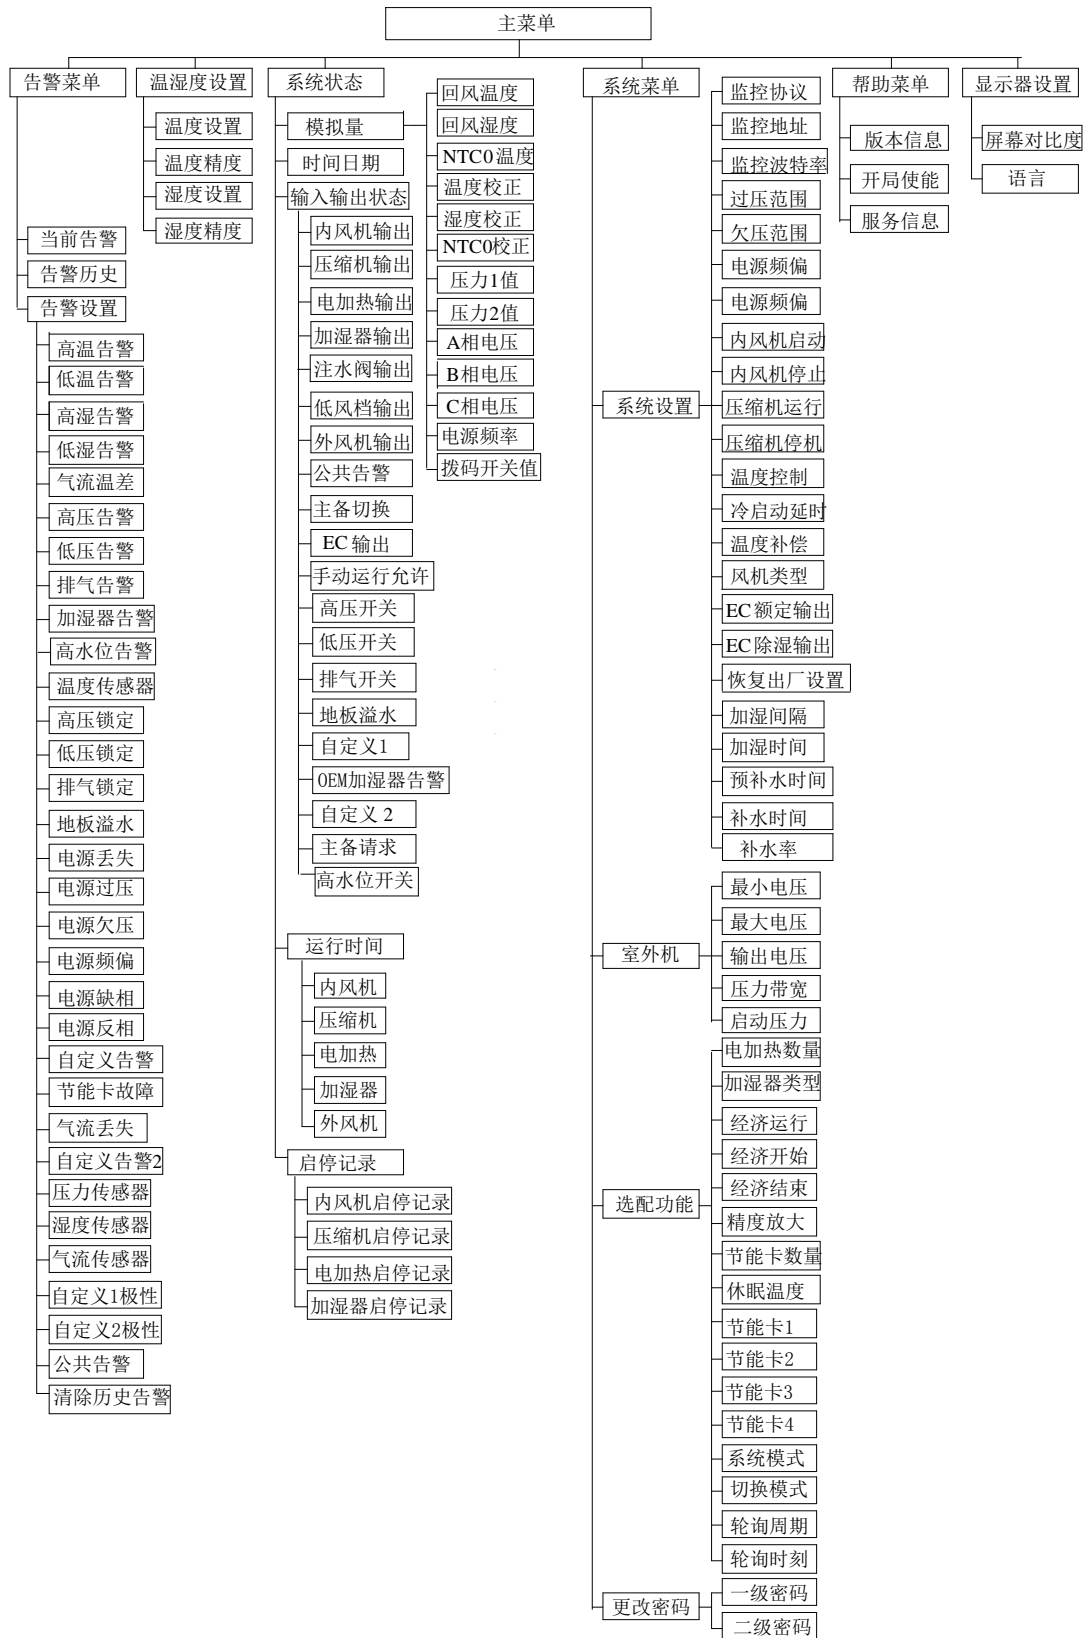 主菜单
告警菜单
当前告警
告警历史
告警设置
高温告警
低温告警
高湿告警
低湿告警
气流温差
高压告警
低压告警
排气告警
加湿器告警
高水位告警
温度传感器
高压锁定
低压锁定
排气锁定
地板溢水
电源丢失
电源过压
电源欠压
电源频偏
电源缺相
电源反相
自定义告警
节能卡故障
气流丢失
自定义告警2
压力传感器
湿度传感器
气流传感器
自定义1极性
自定义2极性
公共告警
清除历史告警
温湿度设置
温度设置
温度精度
湿度设置
湿度精度
系统状态
模拟量
回风温度
回风湿度
NTC0温度
温度校正
湿度校正
NTC0校正
压力1值
压力2值
A相电压
B相电压
C相电压
电源频率
拨码开关值
时间日期
输入输出状态
内风机输出
压缩机输出
电加热输出
加湿器输出
注水阀输出
低风档输出
外风机输出
公共告警
主备切换
EC 输出
手动运行允许
高压开关
低压开关
排气开关
地板溢水
自定义1
OEM加湿器告警
自定义 2
主备请求
高水位开关
运行时间
内风机
压缩机
电加热
加湿器
外风机
启停记录
内风机启停记录
压缩机启停记录
电加热启停记录
加湿器启停记录
系统菜单
系统设置
监控协议
监控地址
监控波特率
过压范围
欠压范围
电源频偏
电源频偏
内风机启动
内风机停止
压缩机运行
压缩机停机
温度控制
冷启动延时
温度补偿
风机类型
EC额定输出
EC除湿输出
恢复出厂设置
加湿间隔
加湿时间
预补水时间
补水时间
补水率
室外机
最小电压
最大电压
输出电压
压力带宽
启动压力
选配功能
电加热数量
加湿器类型
经济运行
经济开始
经济结束
精度放大
节能卡数量
休眠温度
节能卡1
节能卡2
节能卡3
节能卡4
系统模式
切换模式
轮询周期
轮询时刻
更改密码
一级密码
二级密码
帮助菜单
版本信息
开局使能
服务信息
显示器设置
屏幕对比度
语言